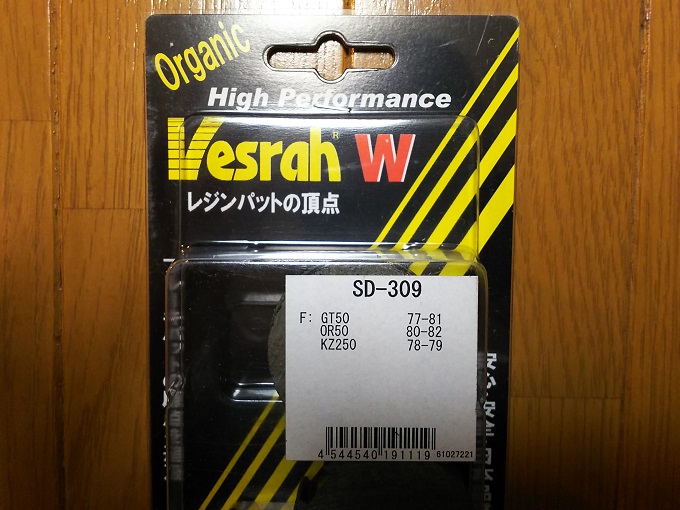 Organic
High Performance
Vesrah® W
レジンパットの頂点
SD-309
F: GT50 77-81
OR50 80-82
KZ250 78-79
4 544540 191119 61027221